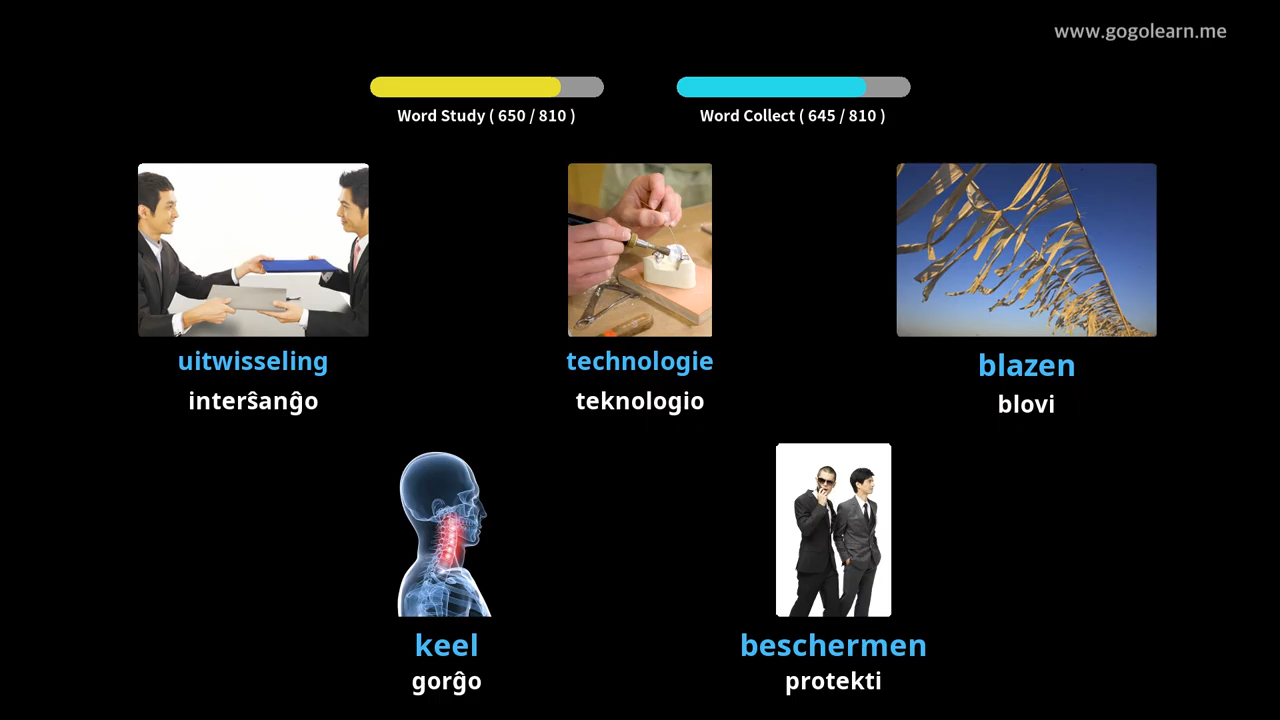 www.gogolearn.me
Word Study ( 650 / 810 )
Word Collect ( 645 / 810 )
uitwisseling
interŝanĝo
technologie
teknologio
blazen
blovi
keel
gorĝo
beschermen
protekti